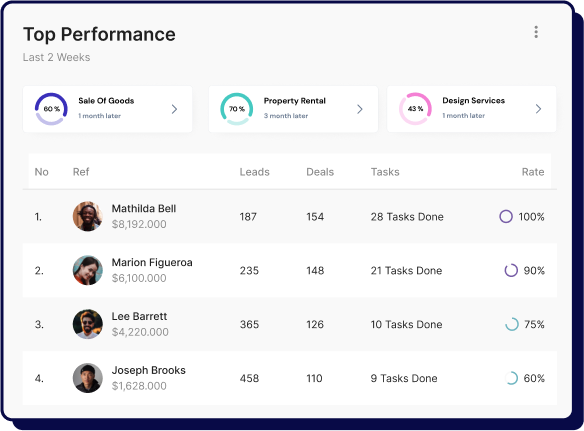 Top Performance
Last 2 Weeks
60 %
Sale Of Goods
1 month later
70 %
Property Rental
3 month later
43 %
Design Services
1 month later
No Ref Leads Deals Tasks Rate
1. Mathilda Bell 187 154 28 Tasks Done 100%
$8,192.000
2. Marion Figueroa 235 148 21 Tasks Done 90%
$6,100.000
3. Lee Barrett 365 126 10 Tasks Done 75%
$4,220.000
4. Joseph Brooks 458 110 9 Tasks Done 60%
$1,628.000